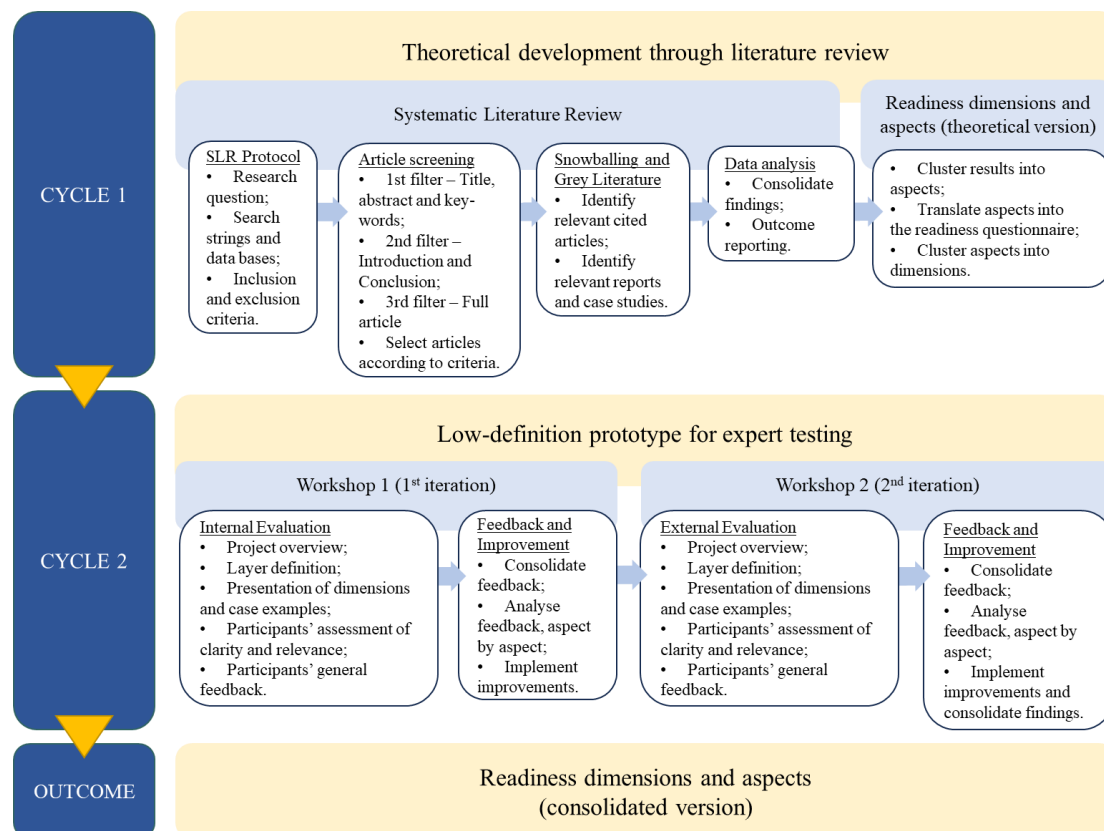 CYCLE 1
Theoretical development through literature review
Systematic Literature Review
Readiness dimensions and
aspects (theoretical version)
SLR Protocol
• Research
question;
• Search
strings and
data bases;
• Inclusion
and exclusion
criteria.
Article screening
• 1st filter – Title,
abstract and key-
words;
• 2nd filter –
Introduction and
Conclusion;
• 3rd filter – Full
article
• Select articles
according to criteria.
Snowballing and
Grey Literature
• Identify
relevant cited
articles;
• Identify
relevant reports
and case studies.
Data analysis
• Consolidate
findings;
• Outcome
reporting.
• Cluster results into
aspects;
• Translate aspects into
the readiness questionnaire;
• Cluster aspects into
dimensions.
CYCLE 2
Low-definition prototype for expert testing
Workshop 1 (1st iteration)
Workshop 2 (2nd iteration)
Internal Evaluation
• Project overview;
• Layer definition;
• Presentation of dimensions
and case examples;
• Participants’ assessment of
clarity and relevance;
• Participants’ general
feedback.
Feedback and
Improvement
• Consolidate
feedback;
• Analyse
feedback, aspect
by aspect;
• Implement
improvements.
External Evaluation
• Project overview;
• Layer definition;
• Presentation of dimensions
and case examples;
• Participants’ assessment of
clarity and relevance;
• Participants’ general
feedback.
Feedback and
Improvement
• Consolidate
feedback;
• Analyse
feedback, aspect by
aspect;
• Implement
improvements and
consolidate findings.
OUTCOME
Readiness dimensions and aspects
(consolidated version)